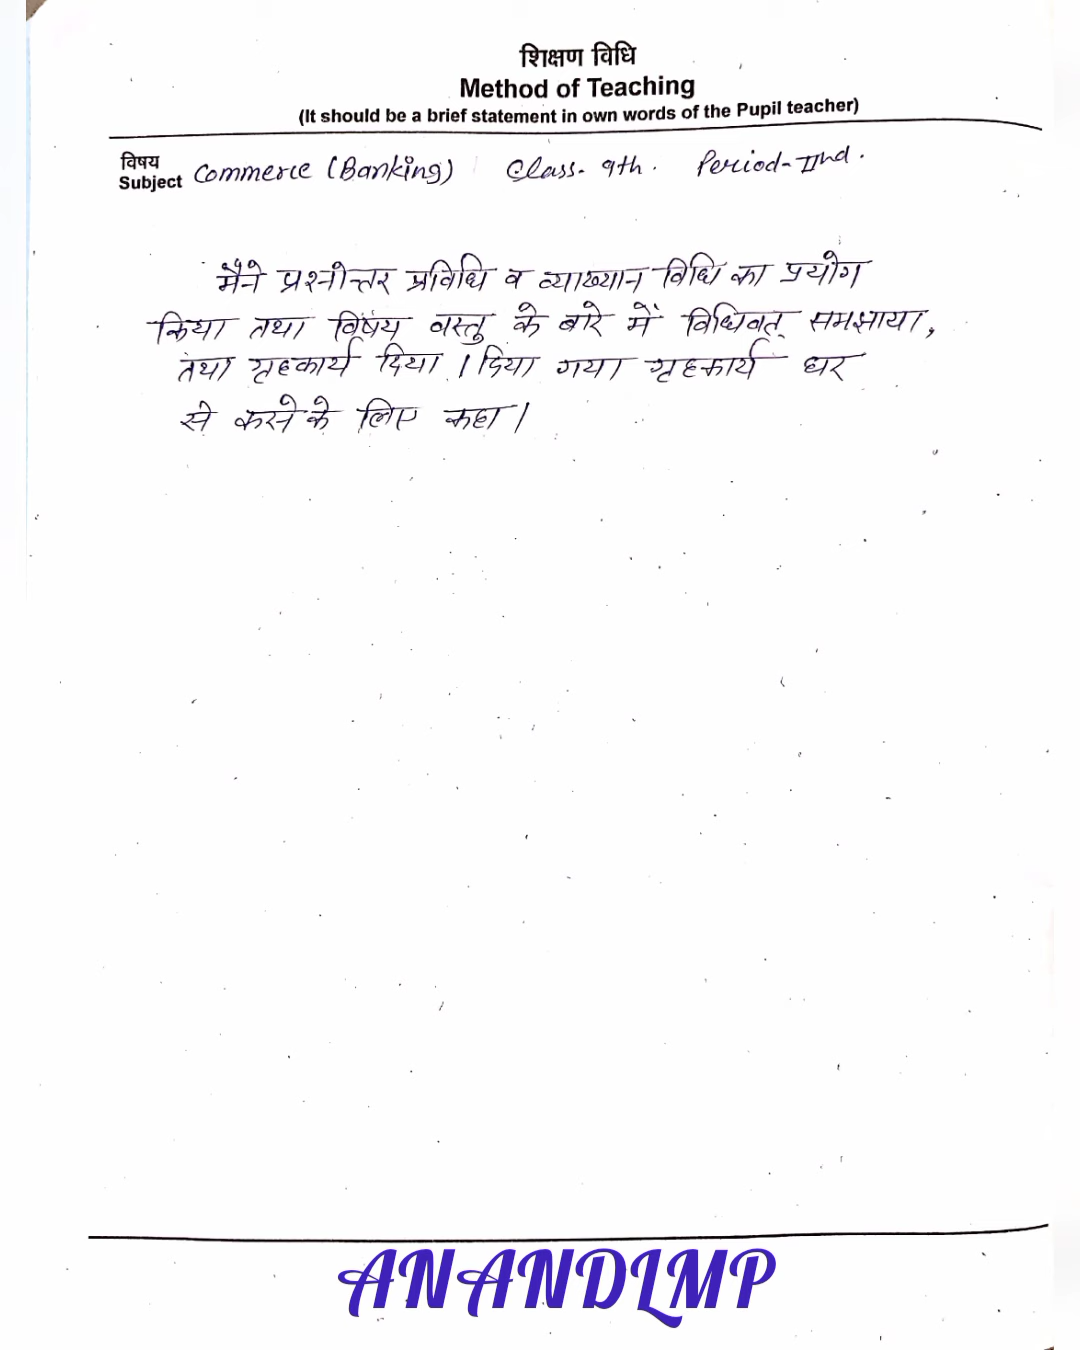 शिक्षण विधि
Method of Teaching
(It should be a brief statement in own words of the Pupil teacher)
विषय
Subject Commerce (Banking) Class- 9th. Period-IInd.
मैने प्रश्नोत्तर प्रविधि व व्याख्यान विधि का प्रयोग
किया तथा विषय वस्तु के बारे में विधिवत् समझाया,
तथा गृहकार्य दिया। दिया गया गृहकार्य घर
से करने के लिए कहा।
ANANDLMP